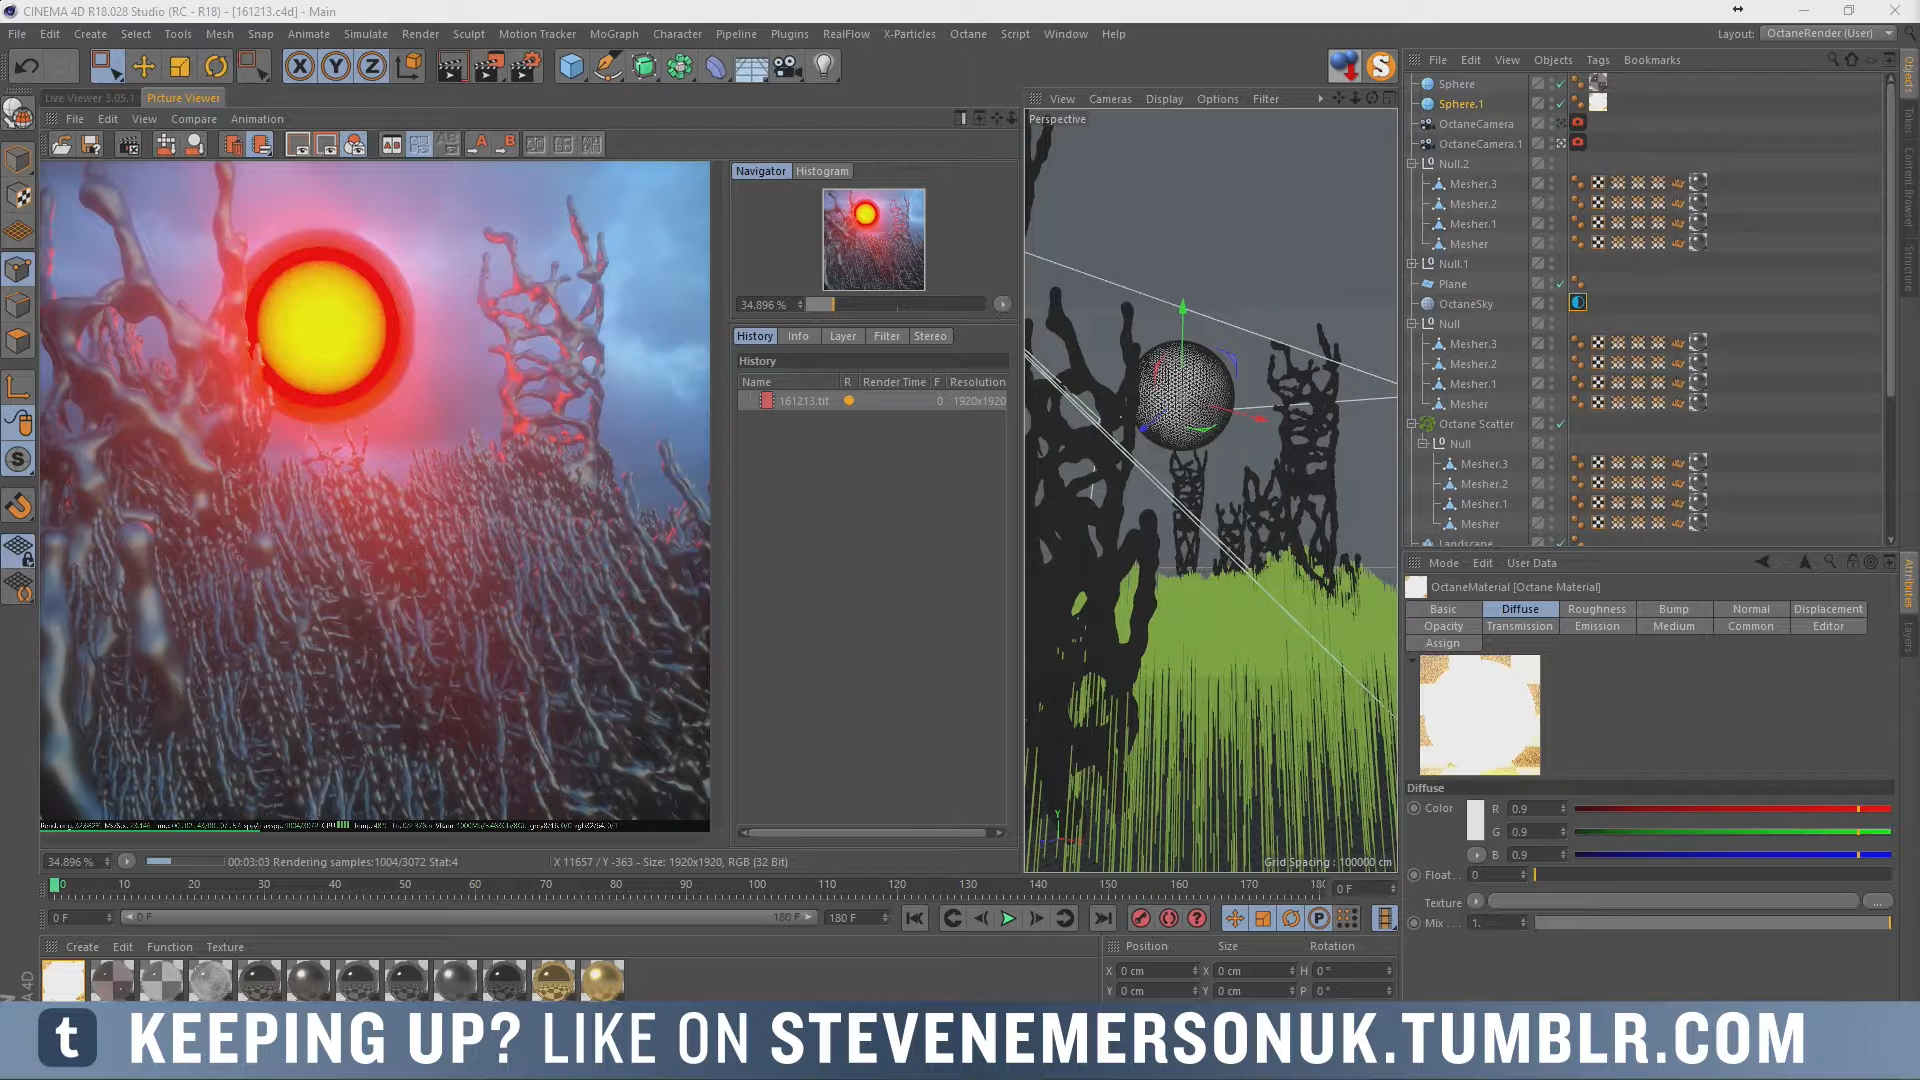 CINEMA 4D R18.028 Studio (RC - R18) - [161213.c4d] - Main
File Edit Create Select Tools Mesh Snap Animate Simulate Render Sculpt Motion Tracker MoGraph Character Pipeline Plugins RealFlow X-Particles Octane Script Window Help
Layout: OctaneRender (User)
Live Viewer 3.05.1 Picture Viewer
File Edit View Compare Animation
Navigator Histogram
34.896 %
History Info Layer Filter Stereo
History
Name R Render Time F Resolution
161213.tif 0 1920x1920
34.896 % 00:03:03 Rendering samples:1004/3072 Stat:4 X 11657 / Y -363 - Size: 1920x1920, RGB (32 Bit)
View Cameras Display Options Filter
Perspective
Y
Grid Spacing : 100000 cm
0 10 20 30 40 50 60 70 80 90 100 110 120 130 140 150 160 170 18
0 F
0 F 0 F 180 F 180 F
Create Edit Function Texture
Position Size Rotation
X 0 cm X 0 cm H 0 °
Y 0 cm Y 0 cm P 0 °
File Edit View Objects Tags Bookmarks
Sphere
Sphere.1
OctaneCamera
OctaneCamera.1
Null.2
Mesher.3
Mesher.2
Mesher.1
Mesher
Null.1
Plane
OctaneSky
Null
Mesher.3
Mesher.2
Mesher.1
Mesher
Octane Scatter
Null
Mesher.3
Mesher.2
Mesher.1
Mesher
Landscape
Objects
Takes
Content Browser
Structure
Mode Edit User Data
OctaneMaterial [Octane Material]
Basic Diffuse Roughness Bump Normal Displacement
Opacity Transmission Emission Medium Common Editor
Assign
Diffuse
Color R 0.9
G 0.9
B 0.9
Float . . 0
Texture ...
Mix . . . 1.
Attributes
Layers
t KEEPING UP? LIKE ON STEVENEMERSONUK.TUMBLR.COM